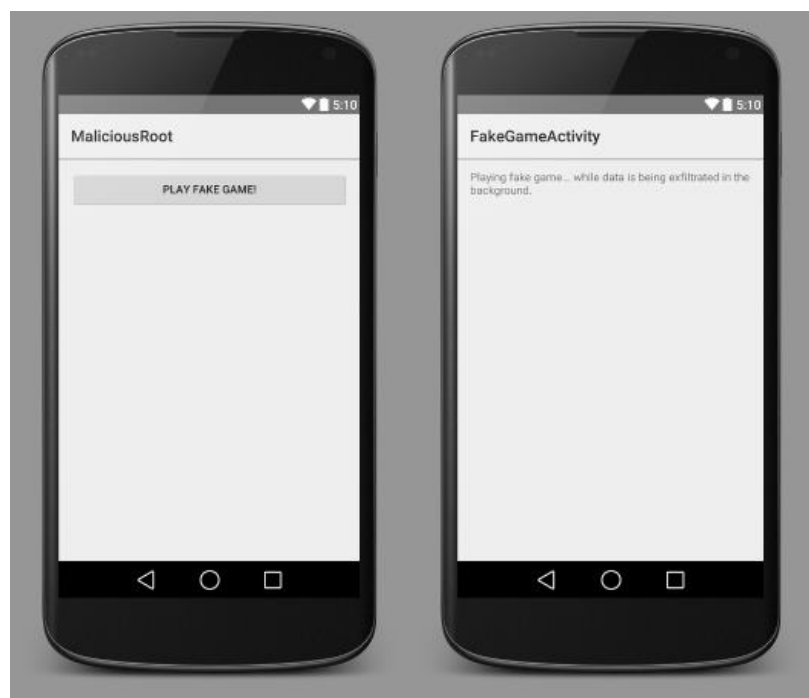 5:10
MaliciousRoot
PLAY FAKE GAME!
5:10
FakeGameActivity
Playing fake game... while data is being exfiltrated in the
background.